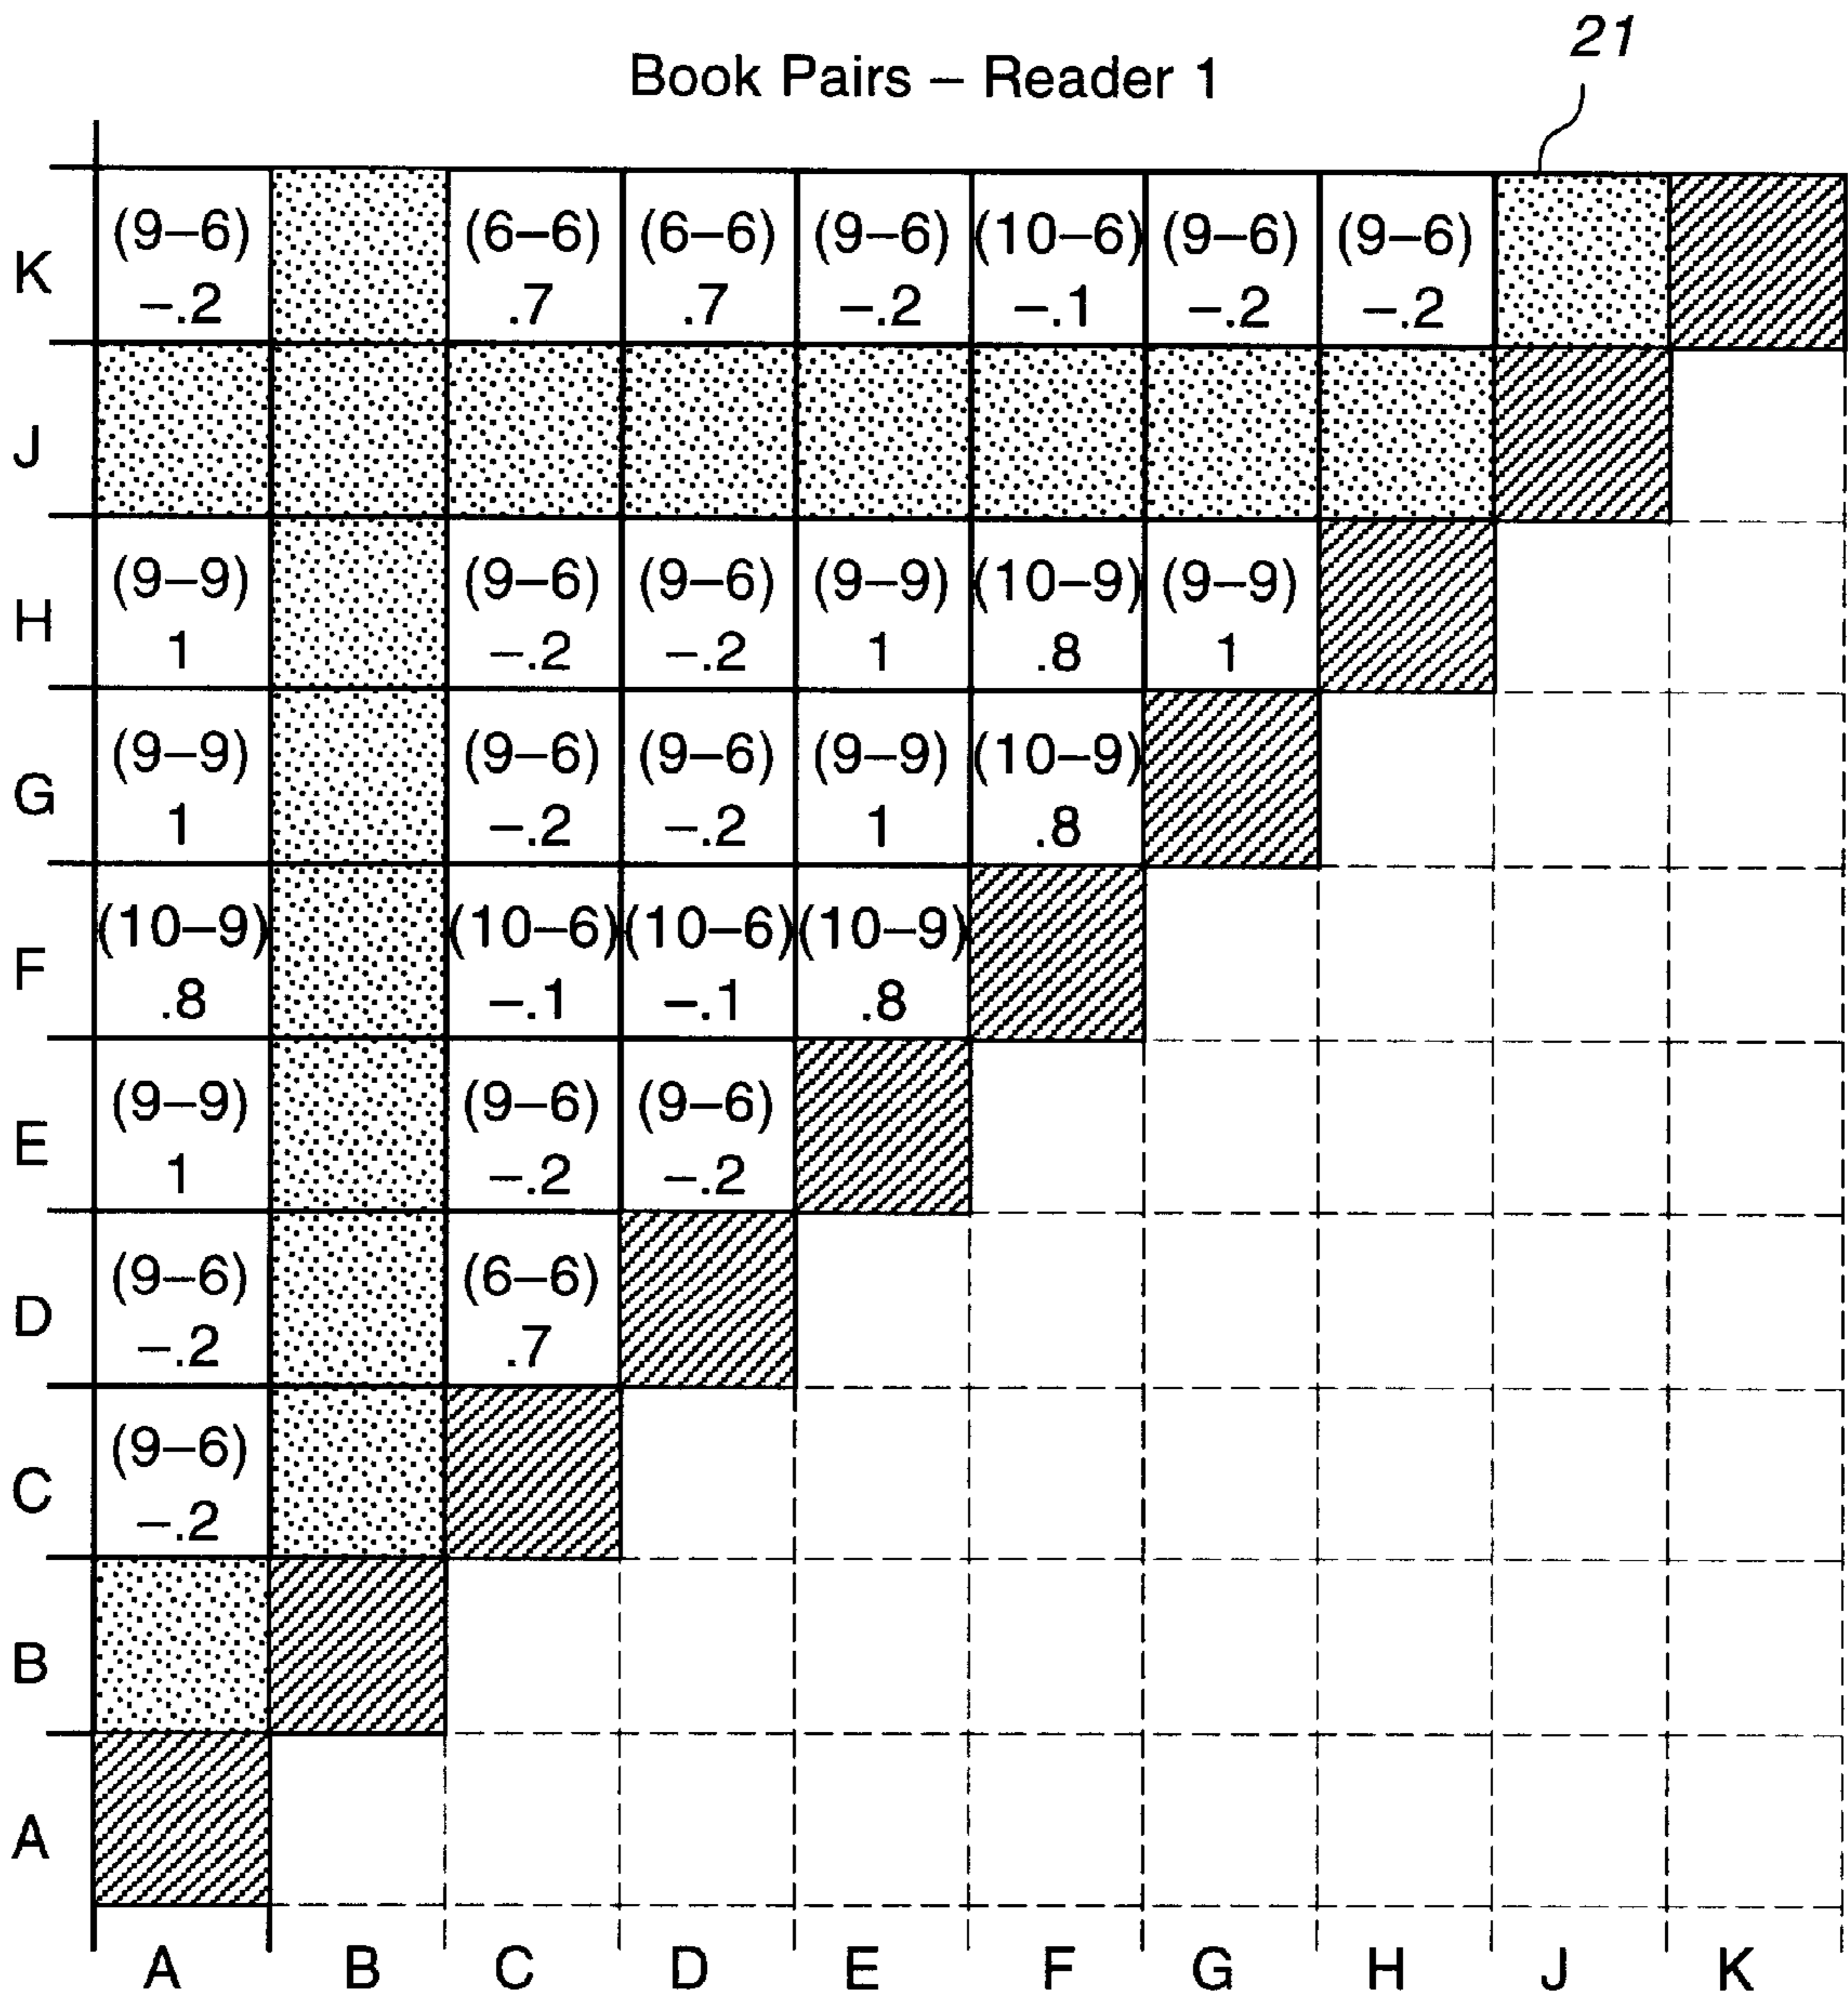 21
Book Pairs – Reader 1
K (9–6) (6–6) (6–6) (9–6) (10–6) (9–6) (9–6)
–.2 .7 .7 –.2 –.1 –.2 –.2
J
H (9–9) (9–6) (9–6) (9–9) (10–9) (9–9)
1 –.2 –.2 1 .8 1
G (9–9) (9–6) (9–6) (9–9) (10–9)
1 –.2 –.2 1 .8
F (10–9) (10–6) (10–6) (10–9)
.8 –.1 –.1 .8
E (9–9) (9–6) (9–6)
1 –.2 –.2
D (9–6) (6–6)
–.2 .7
C (9–6)
–.2
B
A
A B C D E F G H J K